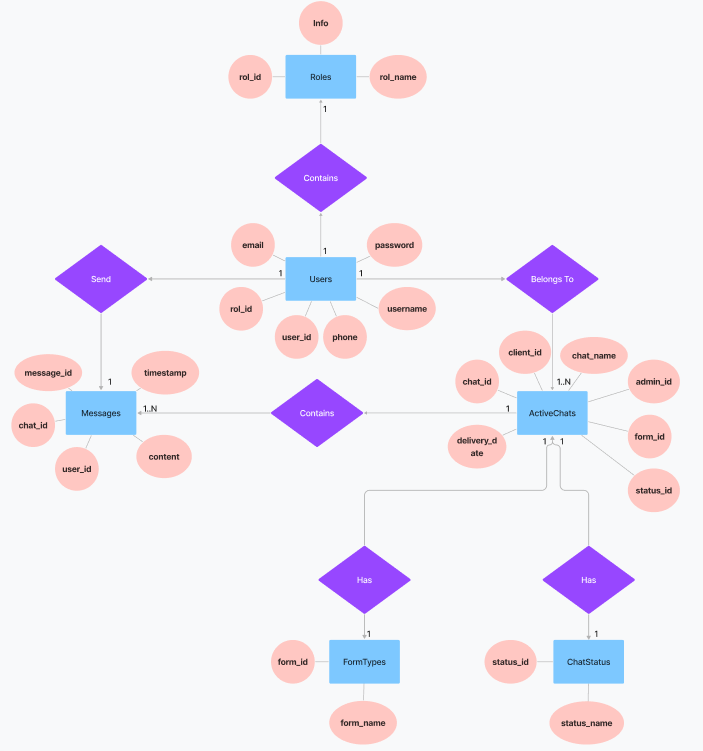 Info
rol_id
Roles
rol_name
1
Contains
1
email
password
Send
1
Users
1
Belongs To
rol_id
username
user_id
phone
message_id
1
timestamp
client_id
chat_name
chat_id
1..N
admin_id
Messages
1..N
Contains
1
ActiveChats
chat_id
form_id
user_id
content
delivery_d
ate
1
1
status_id
Has
Has
1
1
form_id
FormTypes
status_id
ChatStatus
form_name
status_name